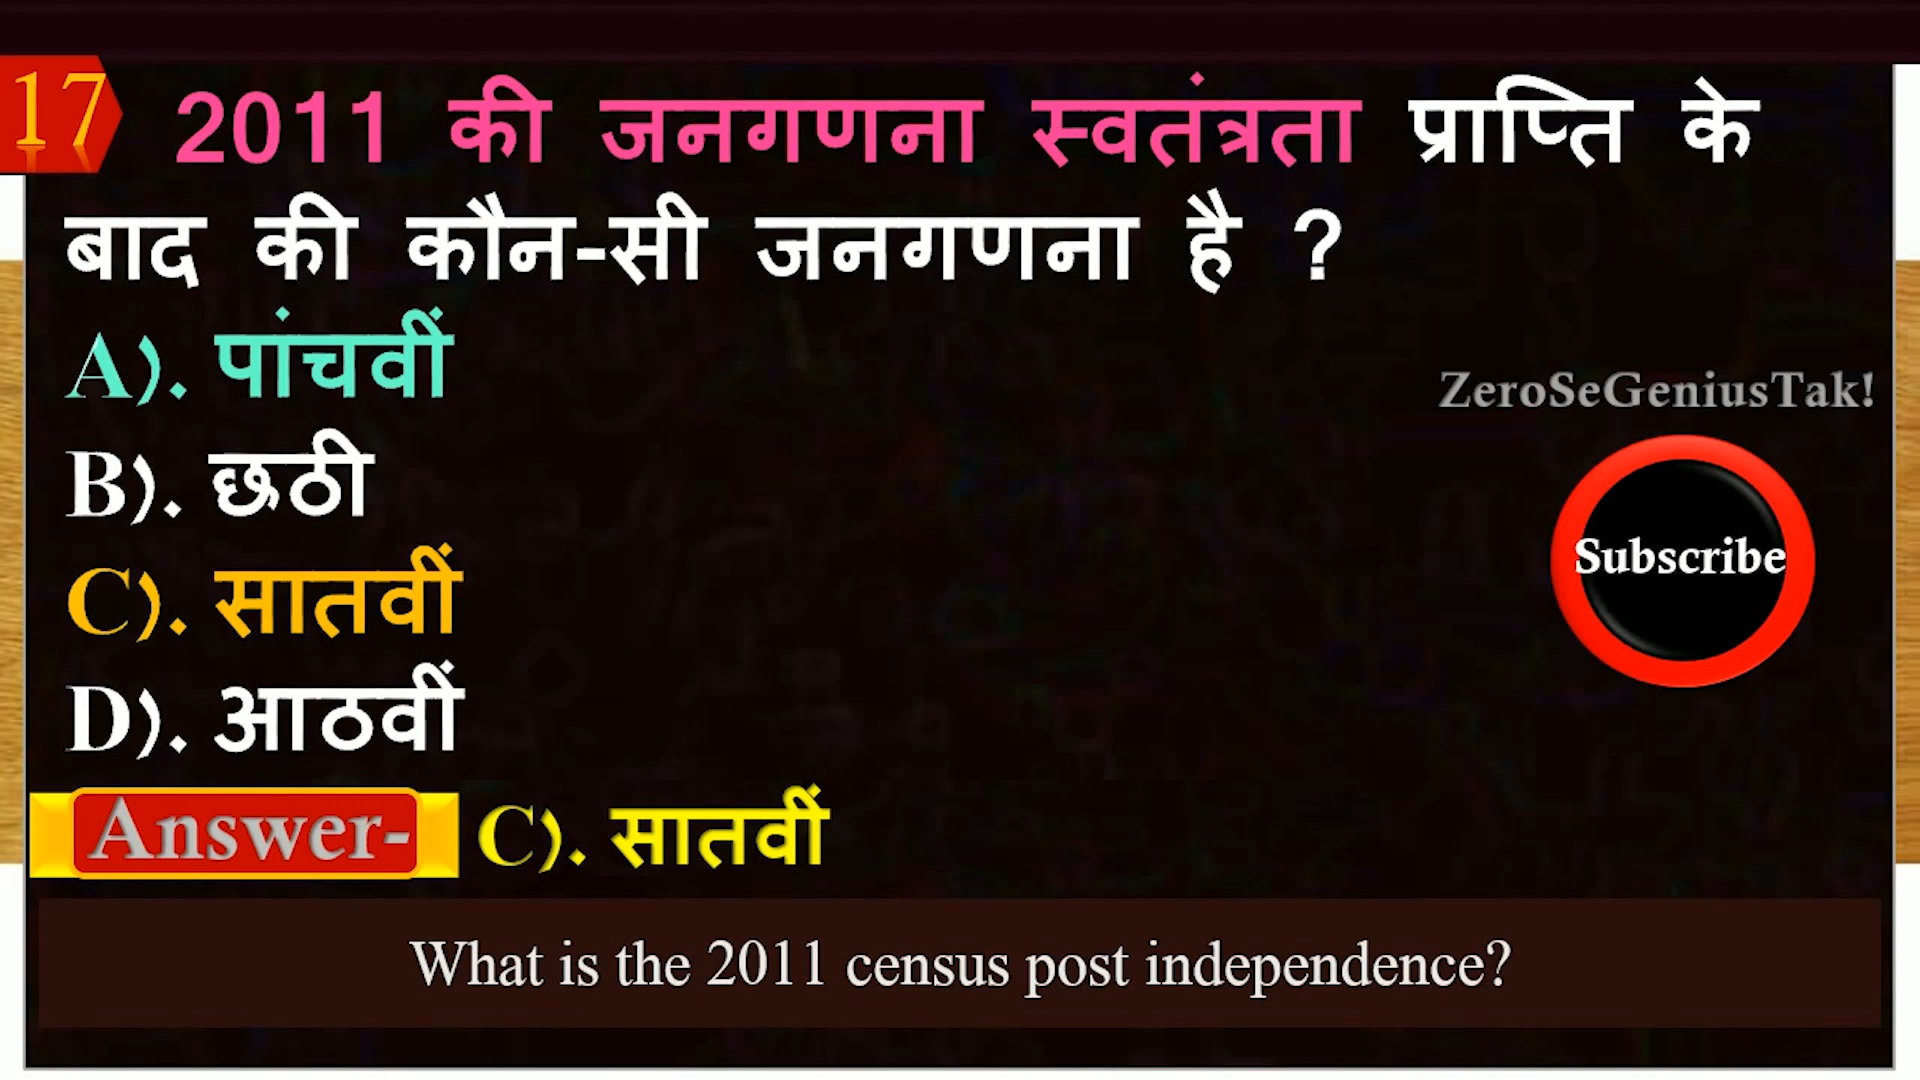 17
2011 की जनगणना स्वतंत्रता प्राप्ति के
बाद की कौन-सी जनगणना है ?
A). पांचवीं
B). छठी
C). सातवीं
D). आठवीं
ZeroSeGeniusTak!
Subscribe
Answer- C). सातवीं
What is the 2011 census post independence?